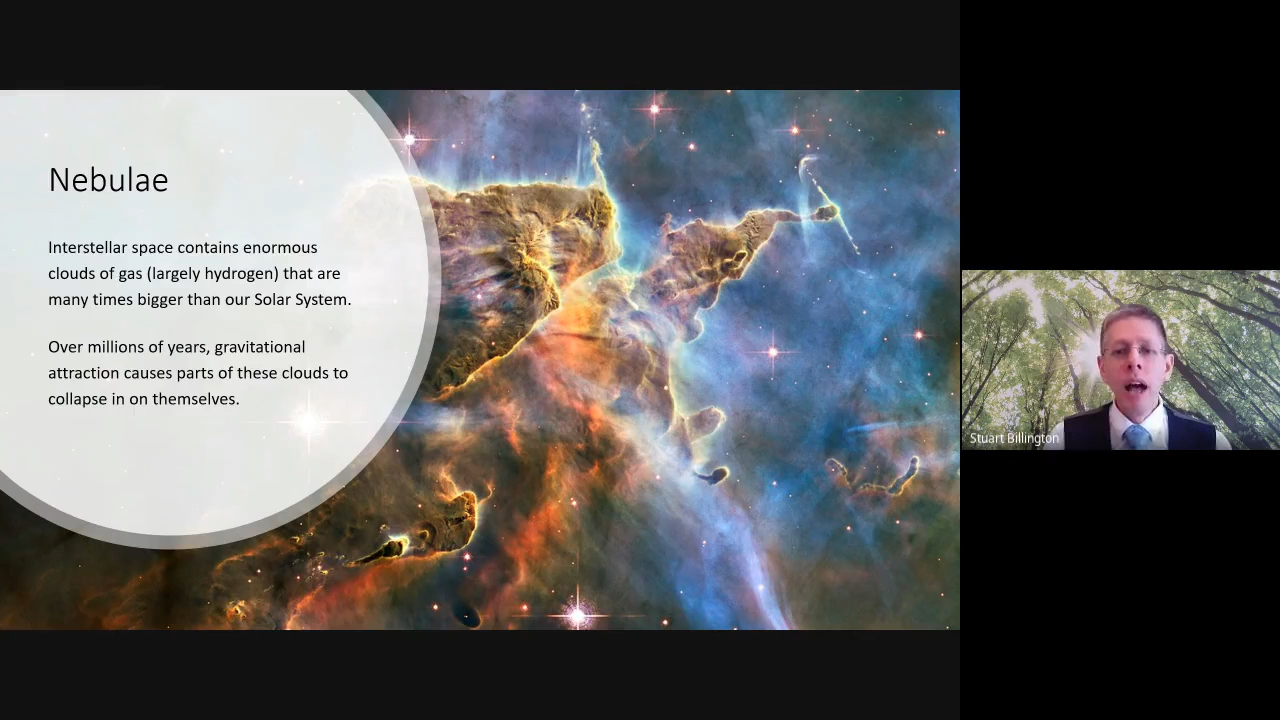 Nebulae
Interstellar space contains enormous
clouds of gas (largely hydrogen) that are
many times bigger than our Solar System.
Over millions of years, gravitational
attraction causes parts of these clouds to
collapse in on themselves.
Stuart Billington